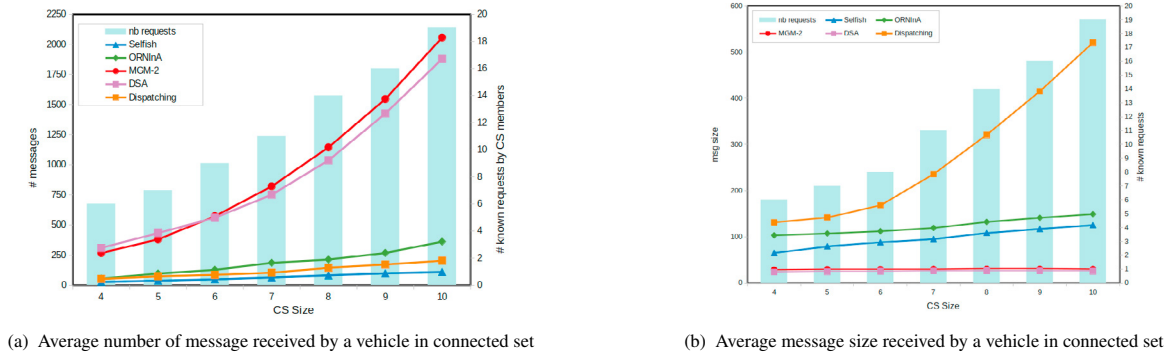 2250
2000
1750
1500
1250
1000
750
500
250
0
# messages
nb requests
Selfish
ORNInA
MGM-2
DSA
Dispatching
20
18
16
14
12
10
8
6
4
2
0
# known requests by CS members
4 5 6 7 8 9 10
CS Size
(a) Average number of message received by a vehicle in connected set
600
500
400
300
200
100
0
msg size
nb requests Selfish ORNInA
MGM-2 DSA Dispatching
20
19
18
17
16
15
14
13
12
11
10
9
8
7
6
5
4
3
2
1
0
# known requests
4 5 6 7 8 9 10
CS Size
(b) Average message size received by a vehicle in connected set